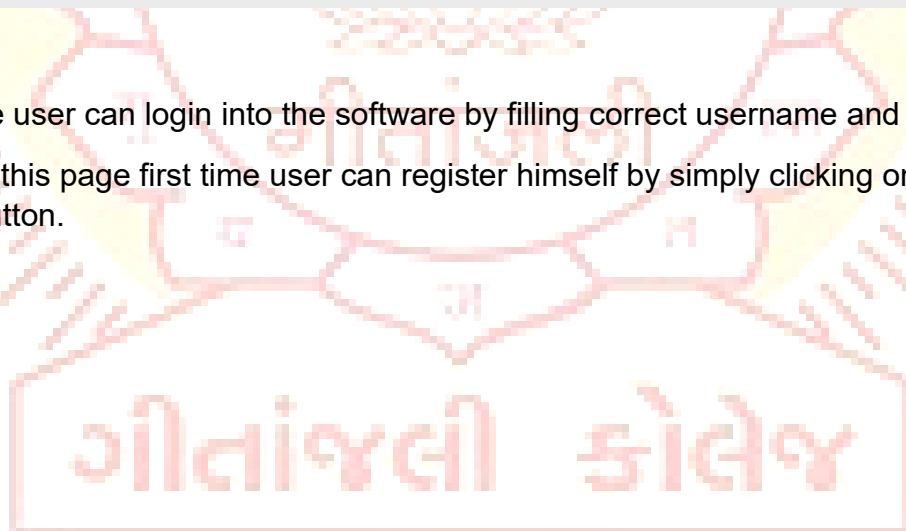 ગીતાંજલી
user can login into the software by filling correct username and
this page first time user can register himself by simply clicking
ગ
મ
જ
ગીતાંજલી કોલેજ